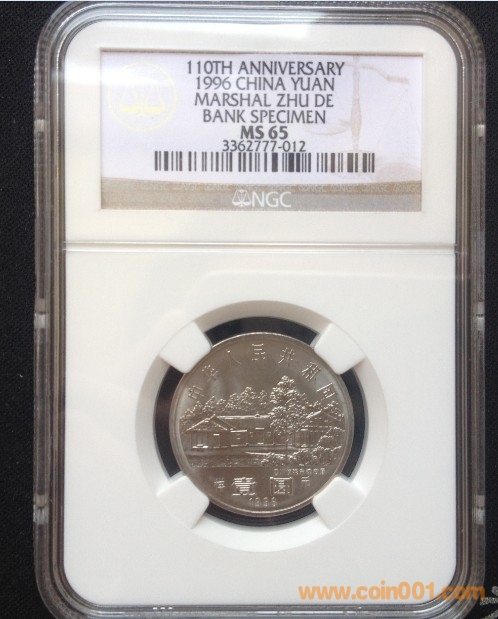 110TH ANNIVERSARY
1996 CHINA YUAN
MARSHAL ZHU DE
BANK SPECIMEN
MS 65
3362777-012
NGC
中华人民共和国
壹圆
1996
www.coin001.com